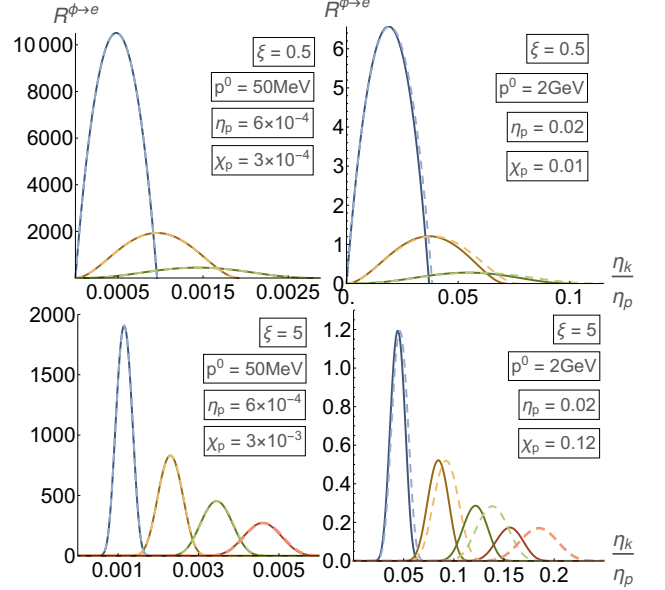 R^{ϕ→e}
10 000
8000
6000
4000
2000
0.0005
0.0015
0.0025
ξ = 0.5
p⁰ = 50MeV
η_p = 6×10⁻⁴
χ_p = 3×10⁻⁴
R^{ϕ→e}
6
5
4
3
2
1
0
0.
0.05
0.1
ξ = 0.5
p⁰ = 2GeV
η_p = 0.02
χ_p = 0.01
η_k
η_p
2000
1500
1000
500
0
0.001
0.003
0.005
ξ = 5
p⁰ = 50MeV
η_p = 6×10⁻⁴
χ_p = 3×10⁻³
1.2
1.0
0.8
0.6
0.4
0.2
0.0
0.05
0.1
0.15
0.2
ξ = 5
p⁰ = 2GeV
η_p = 0.02
χ_p = 0.12
η_k
η_p